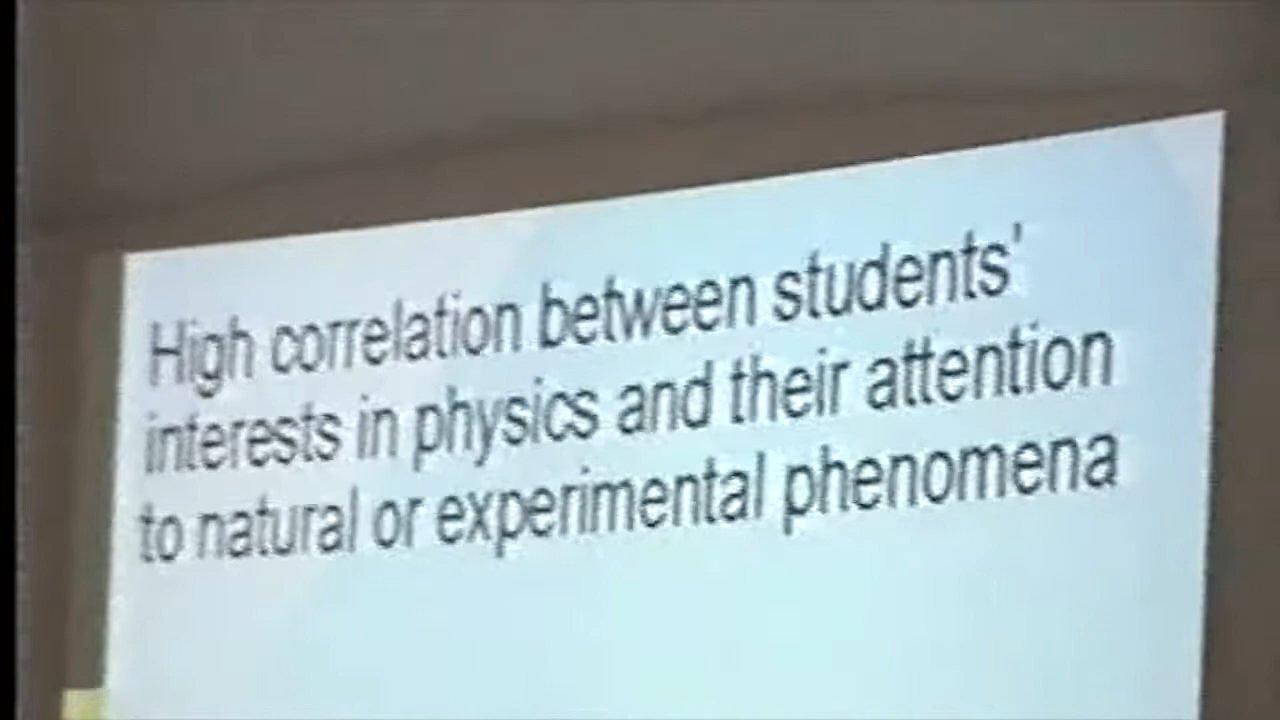 High correlation between students'
interests in physics and their attention
to natural or experimental phenomena